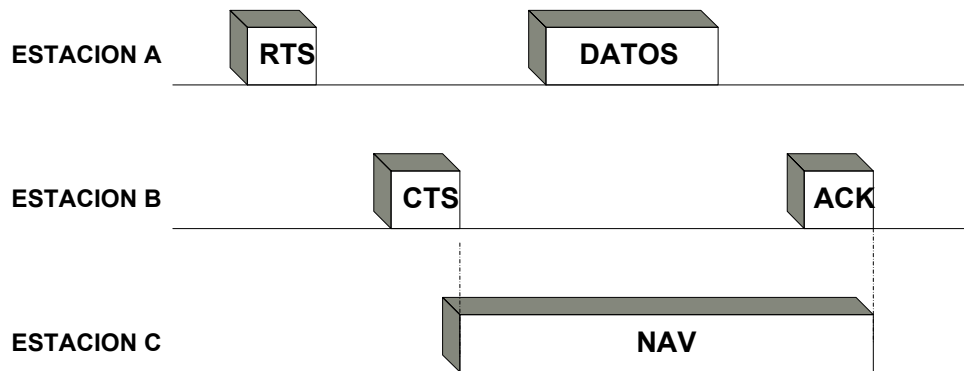 ESTACION A RTS DATOS
ESTACION B CTS ACK
ESTACION C NAV